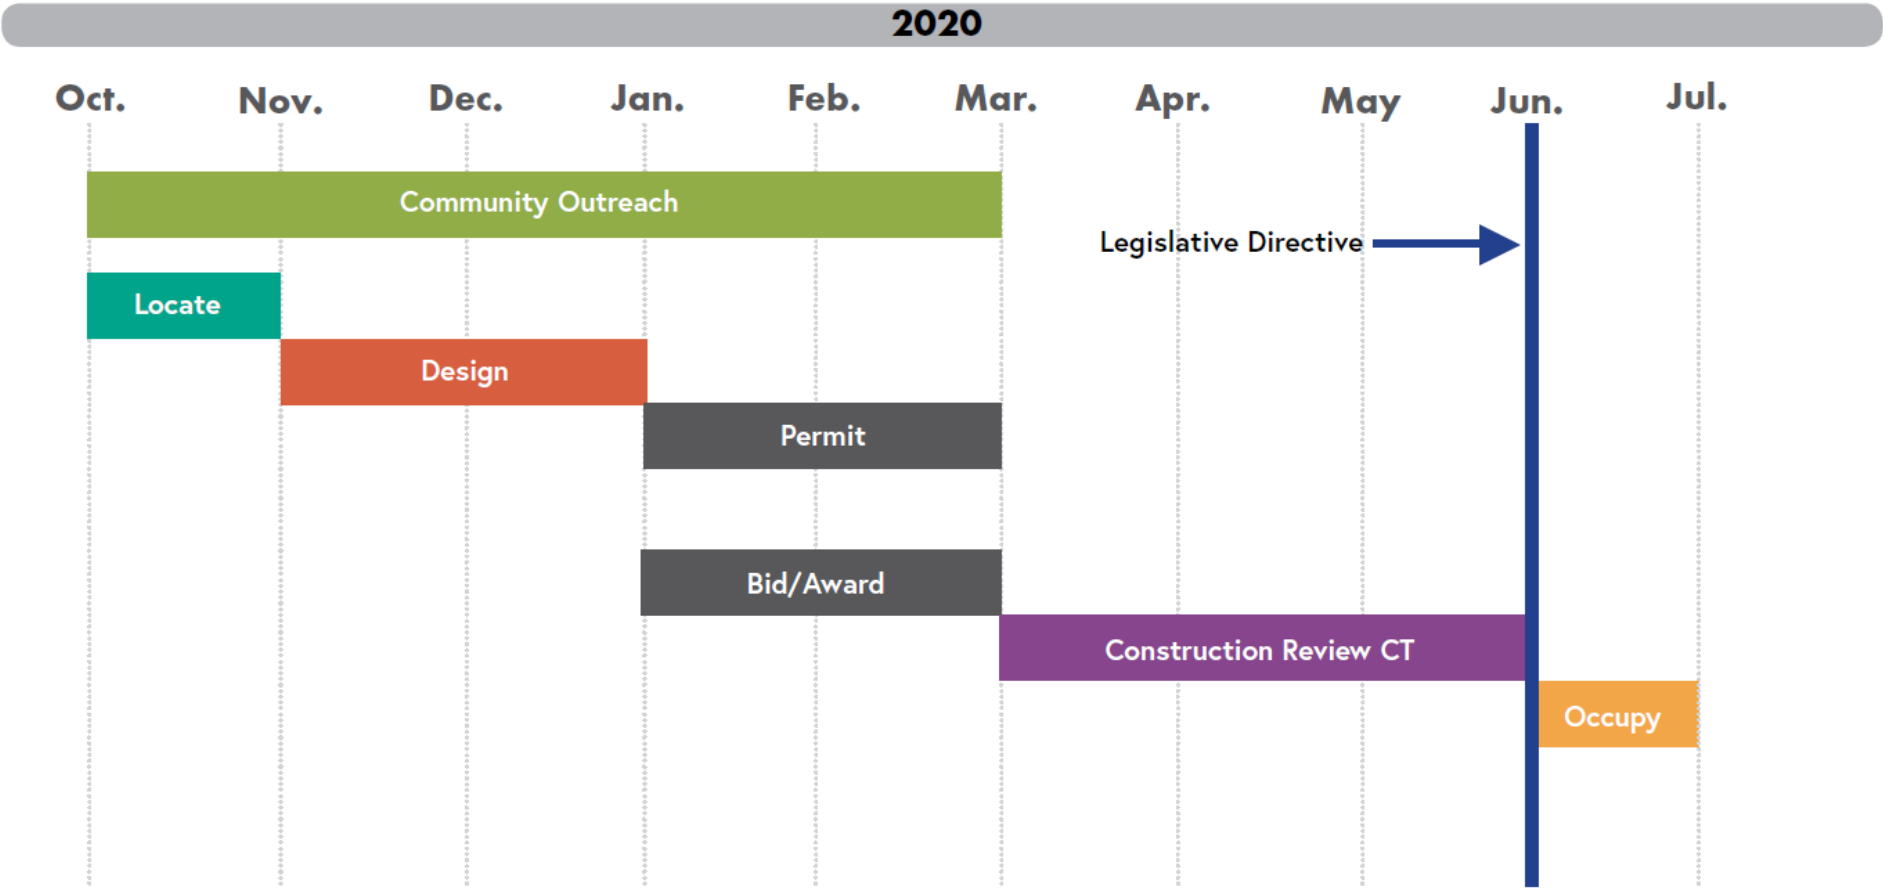 2020
Oct. Nov. Dec. Jan. Feb. Mar. Apr. May Jun. Jul.
Community Outreach
Legislative Directive
Locate
Design
Permit
Bid/Award
Construction Review CT
Occupy